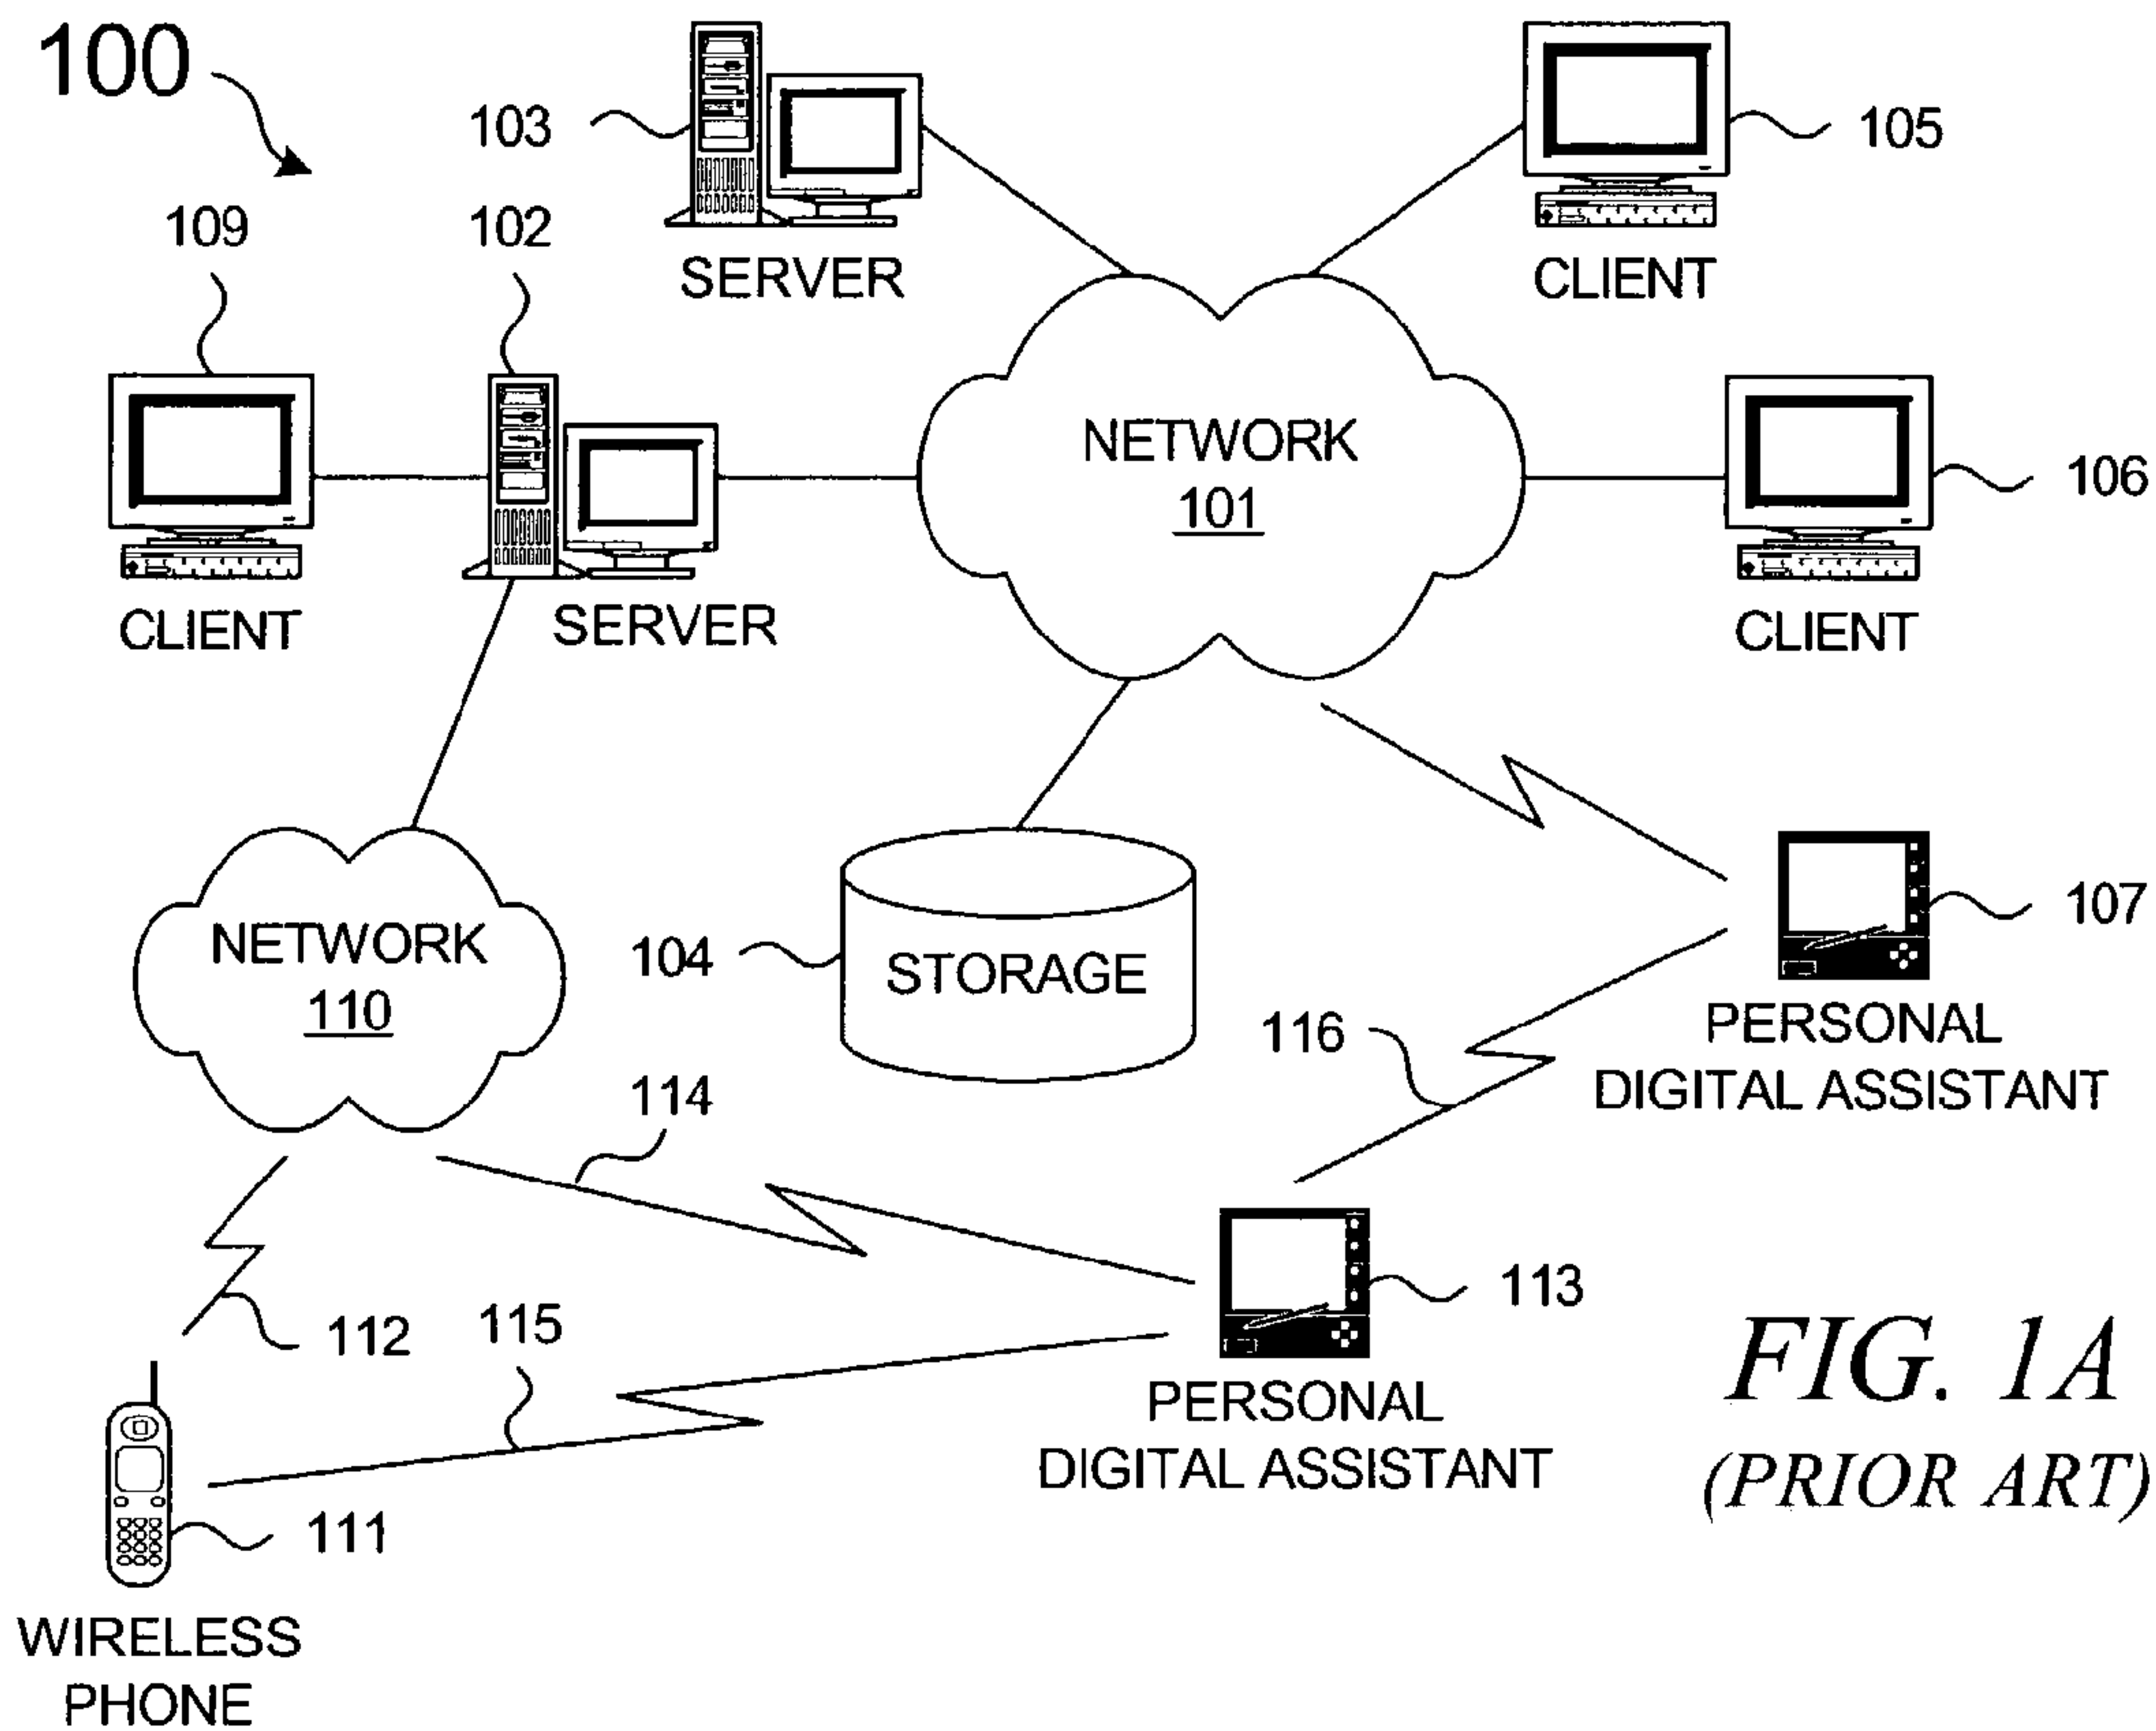 100
103
105
109
102
SERVER
CLIENT
NETWORK
101
106
CLIENT
SERVER
CLIENT
NETWORK
110
104
STORAGE
107
116
PERSONAL
DIGITAL ASSISTANT
114
113
112
115
PERSONAL
DIGITAL ASSISTANT
111
WIRELESS
PHONE
FIG. 1A
(PRIOR ART)